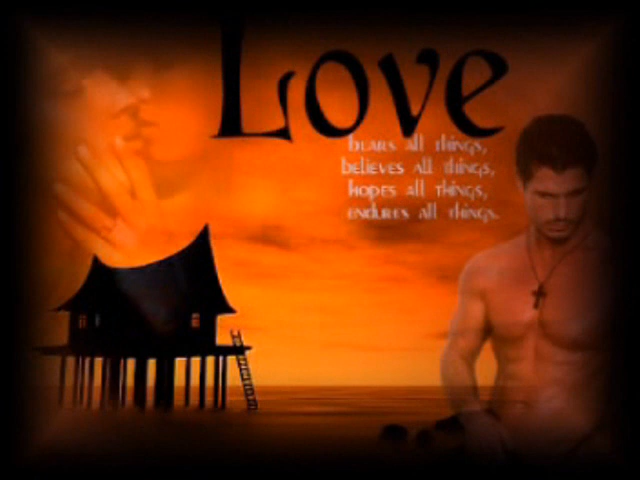 Love
bears all things,
believes all things,
hopes all things,
endures all things.